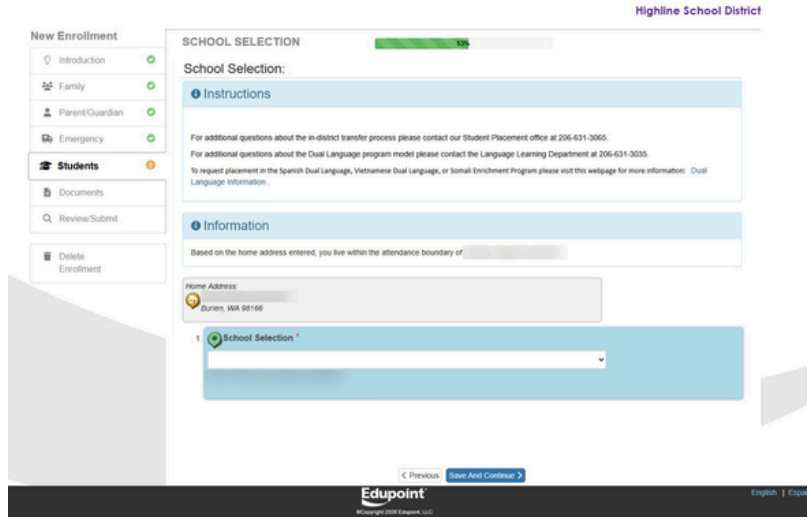 Highline School District
New Enrollment
Introduction
Family
Parent/Guardian
Emergency
Students
Documents
Review/Submit
Delete
Enrollment
SCHOOL SELECTION
53%
School Selection:
Instructions
For additional questions about the in-district transfer process please contact our Student Placement office at 206-631-3065.
For additional questions about the Dual Language program model please contact the Language Learning Department at 206-631-3035.
To request placement in the Spanish Dual Language, Vietnamese Dual Language, or Somali Enrichment Program please visit this webpage for more information: Dual
Language Information.
Information
Based on the home address entered, you live within the attendance boundary of
Home Address:
Burien, WA 98166
1. School Selection *
< Previous Save And Continue >
Edupoint
©Copyright 2026 Edupoint, LLC
English | Espa